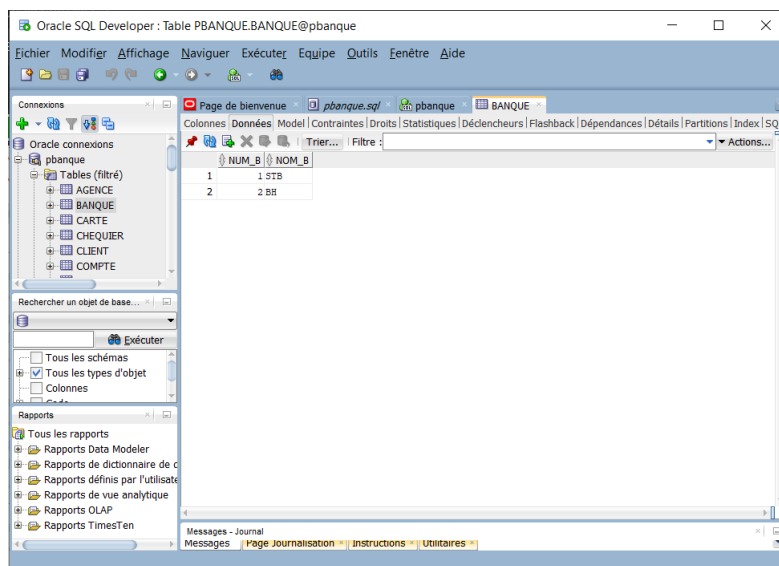 Oracle SQL Developer : Table PBANQUE.BANQUE@pbanque
Fichier Modifier Affichage Naviguer Exécuter Equipe Outils Fenêtre Aide
Connexions
Oracle connexions
pbanque
Tables (filtré)
AGENCE
BANQUE
CARTE
CHEQUIER
CLIENT
COMPTE
Rechercher un objet de base...
Exécuter
Tous les schémas
Tous les types d'objet
Colonnes
Rapports
Tous les rapports
Rapports Data Modeler
Rapports de dictionnaire de c
Rapports définis par l'utilisate
Rapports de vue analytique
Rapports OLAP
Rapports TimesTen
Page de bienvenue pbanque.sql pbanque BANQUE
Colonnes Données Model Contraintes Droits Statistiques Déclencheurs Flashback Dépendances Détails Partitions Index SQ
Trier... Filtre : Actions...
NUM_B NOM_B
1 1 STB
2 2 BH
Messages - Journal
Messages Page Journalisation Instructions Utilitaires